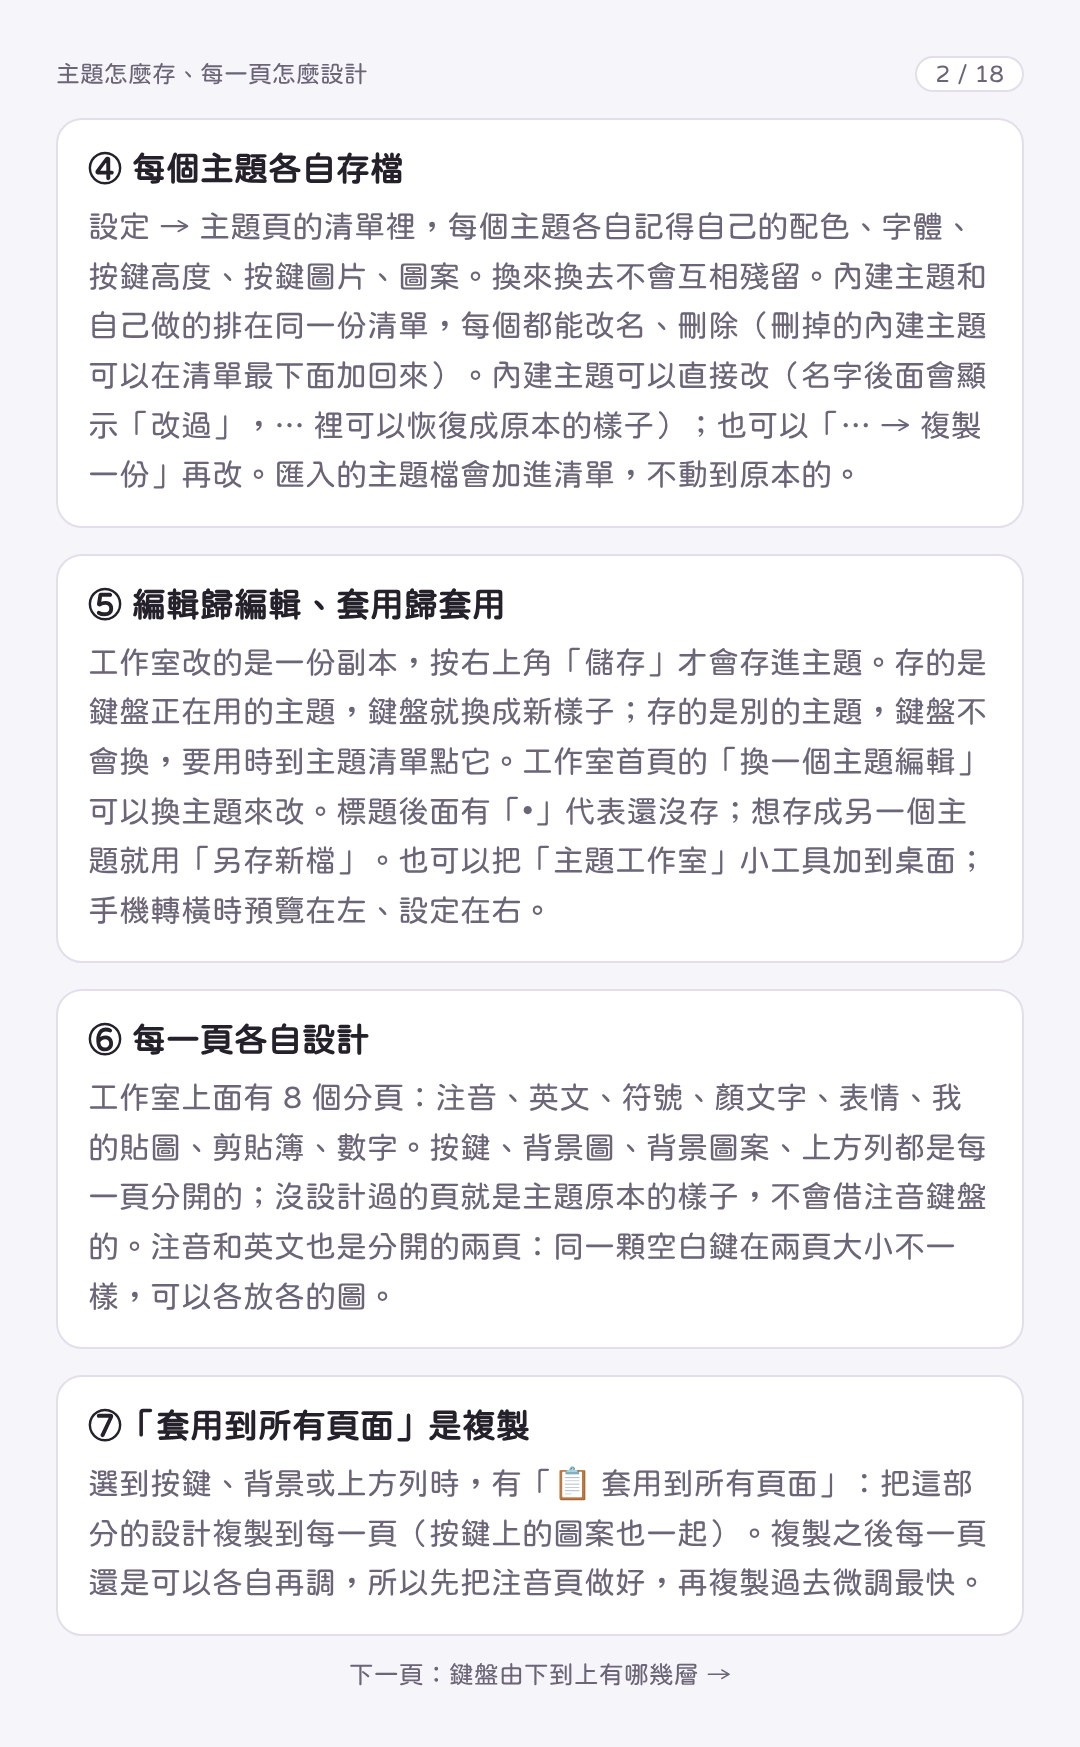 主題怎麼存、每一頁怎麼設計
2 / 18
④ 每個主題各自存檔
設定 → 主題頁的清單裡，每個主題各自記得自己的配色、字體、
按鍵高度、按鍵圖片、圖案。換來換去不會互相殘留。內建主題和
自己做的排在同一份清單，每個都能改名、刪除（刪掉的內建主題
可以在清單最下面加回來）。內建主題可以直接改（名字後面會顯
示「改過」，⋯ 裡可以恢復成原本的樣子）；也可以「⋯ → 複製
一份」再改。匯入的主題檔會加進清單，不動到原本的。
⑤ 編輯歸編輯、套用歸套用
工作室改的是一份副本，按右上角「儲存」才會存進主題。存的是
鍵盤正在用的主題，鍵盤就換成新樣子；存的是別的主題，鍵盤不
會換，要用時到主題清單點它。工作室首頁的「換一個主題編輯」
可以換主題來改。標題後面有「•」代表還沒存；想存成另一個主
題就用「另存新檔」。也可以把「主題工作室」小工具加到桌面；
手機轉橫時預覽在左、設定在右。
⑥ 每一頁各自設計
工作室上面有 8 個分頁：注音、英文、符號、顏文字、表情、我
的貼圖、剪貼簿、數字。按鍵、背景圖、背景圖案、上方列都是每
一頁分開的；沒設計過的頁就是主題原本的樣子，不會借注音鍵盤
的。注音和英文也是分開的兩頁：同一顆空白鍵在兩頁大小不一
樣，可以各放各的圖。
⑦「套用到所有頁面」是複製
選到按鍵、背景或上方列時，有「📋 套用到所有頁面」：把這部
分的設計複製到每一頁（按鍵上的圖案也一起）。複製之後每一頁
還是可以各自再調，所以先把注音頁做好，再複製過去微調最快。
下一頁：鍵盤由下到上有哪幾層 →